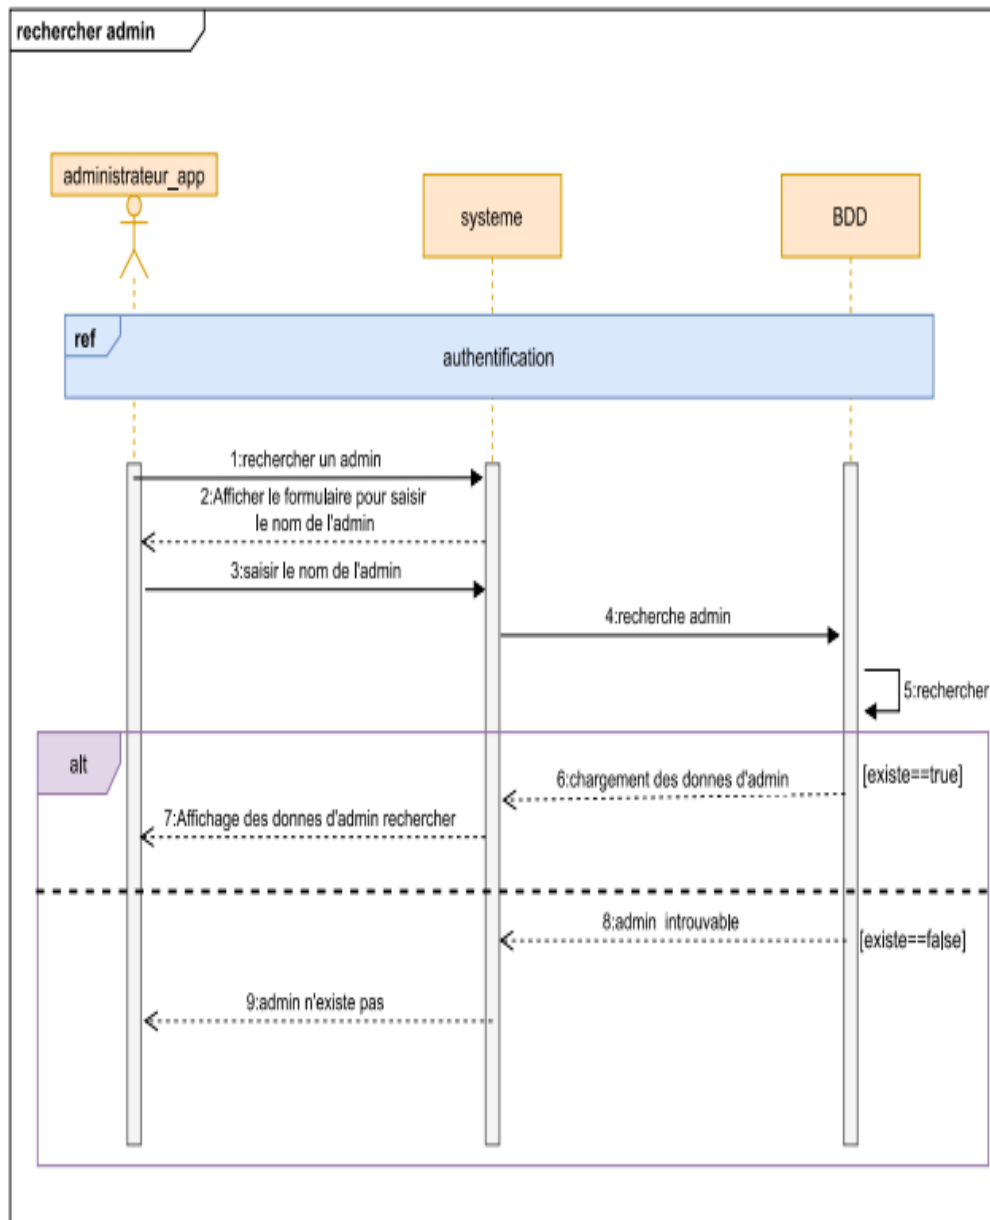 rechercher admin
administrateur_app
systeme
BDD
ref
authentification
1:rechercher un admin
2:Afficher le formulaire pour saisir
le nom de l'admin
3:saisir le nom de l'admin
4:recherche admin
5:rechercher
alt
[existe==true]
6:chargement des donnes d'admin
7:Affichage des donnes d'admin rechercher
8:admin introuvable
[existe==false]
9:admin n'existe pas